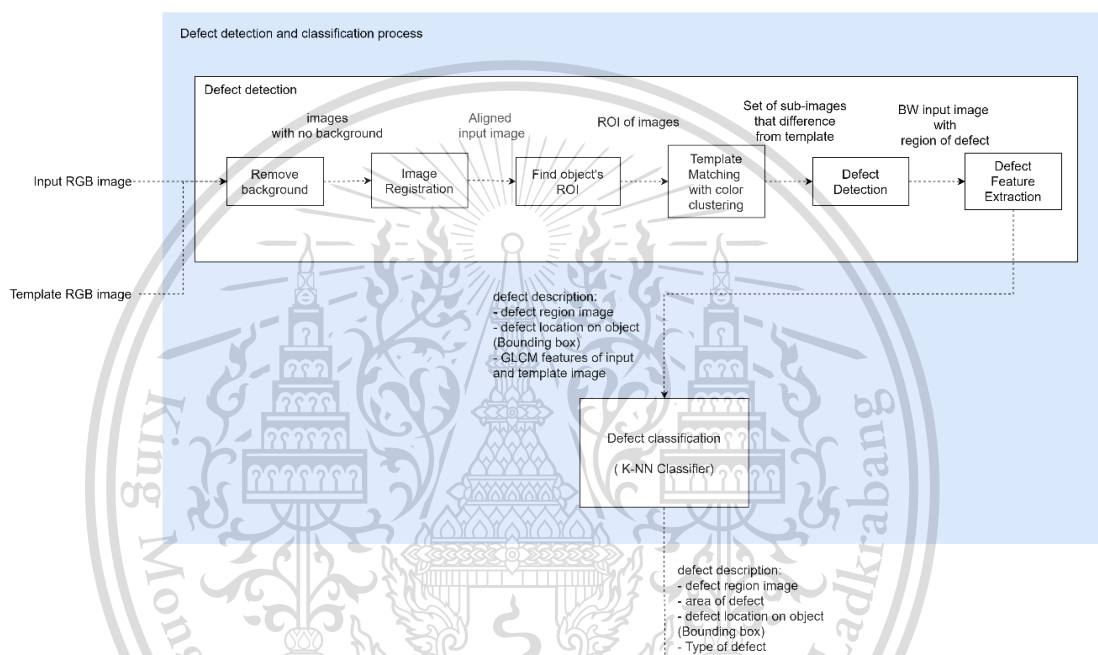 Defect detection and classification process
Defect detection
images
with no background
Aligned
input image
ROI of images
Set of sub-images
that difference
from template
BW input image
with
region of defect
Input RGB image
Remove
background
Image
Registration
Find object's
ROI
Template
Matching
with color
clustering
Defect
Detection
Defect
Feature
Extraction
Template RGB image
defect description:
- defect region image
- defect location on object
(Bounding box)
- GLCM features of input
and template image
Defect classification
( K-NN Classifier)
defect description:
- defect region image
- area of defect
- defect location on object
(Bounding box)
- Type of defect
King Mong
Ladkrabang